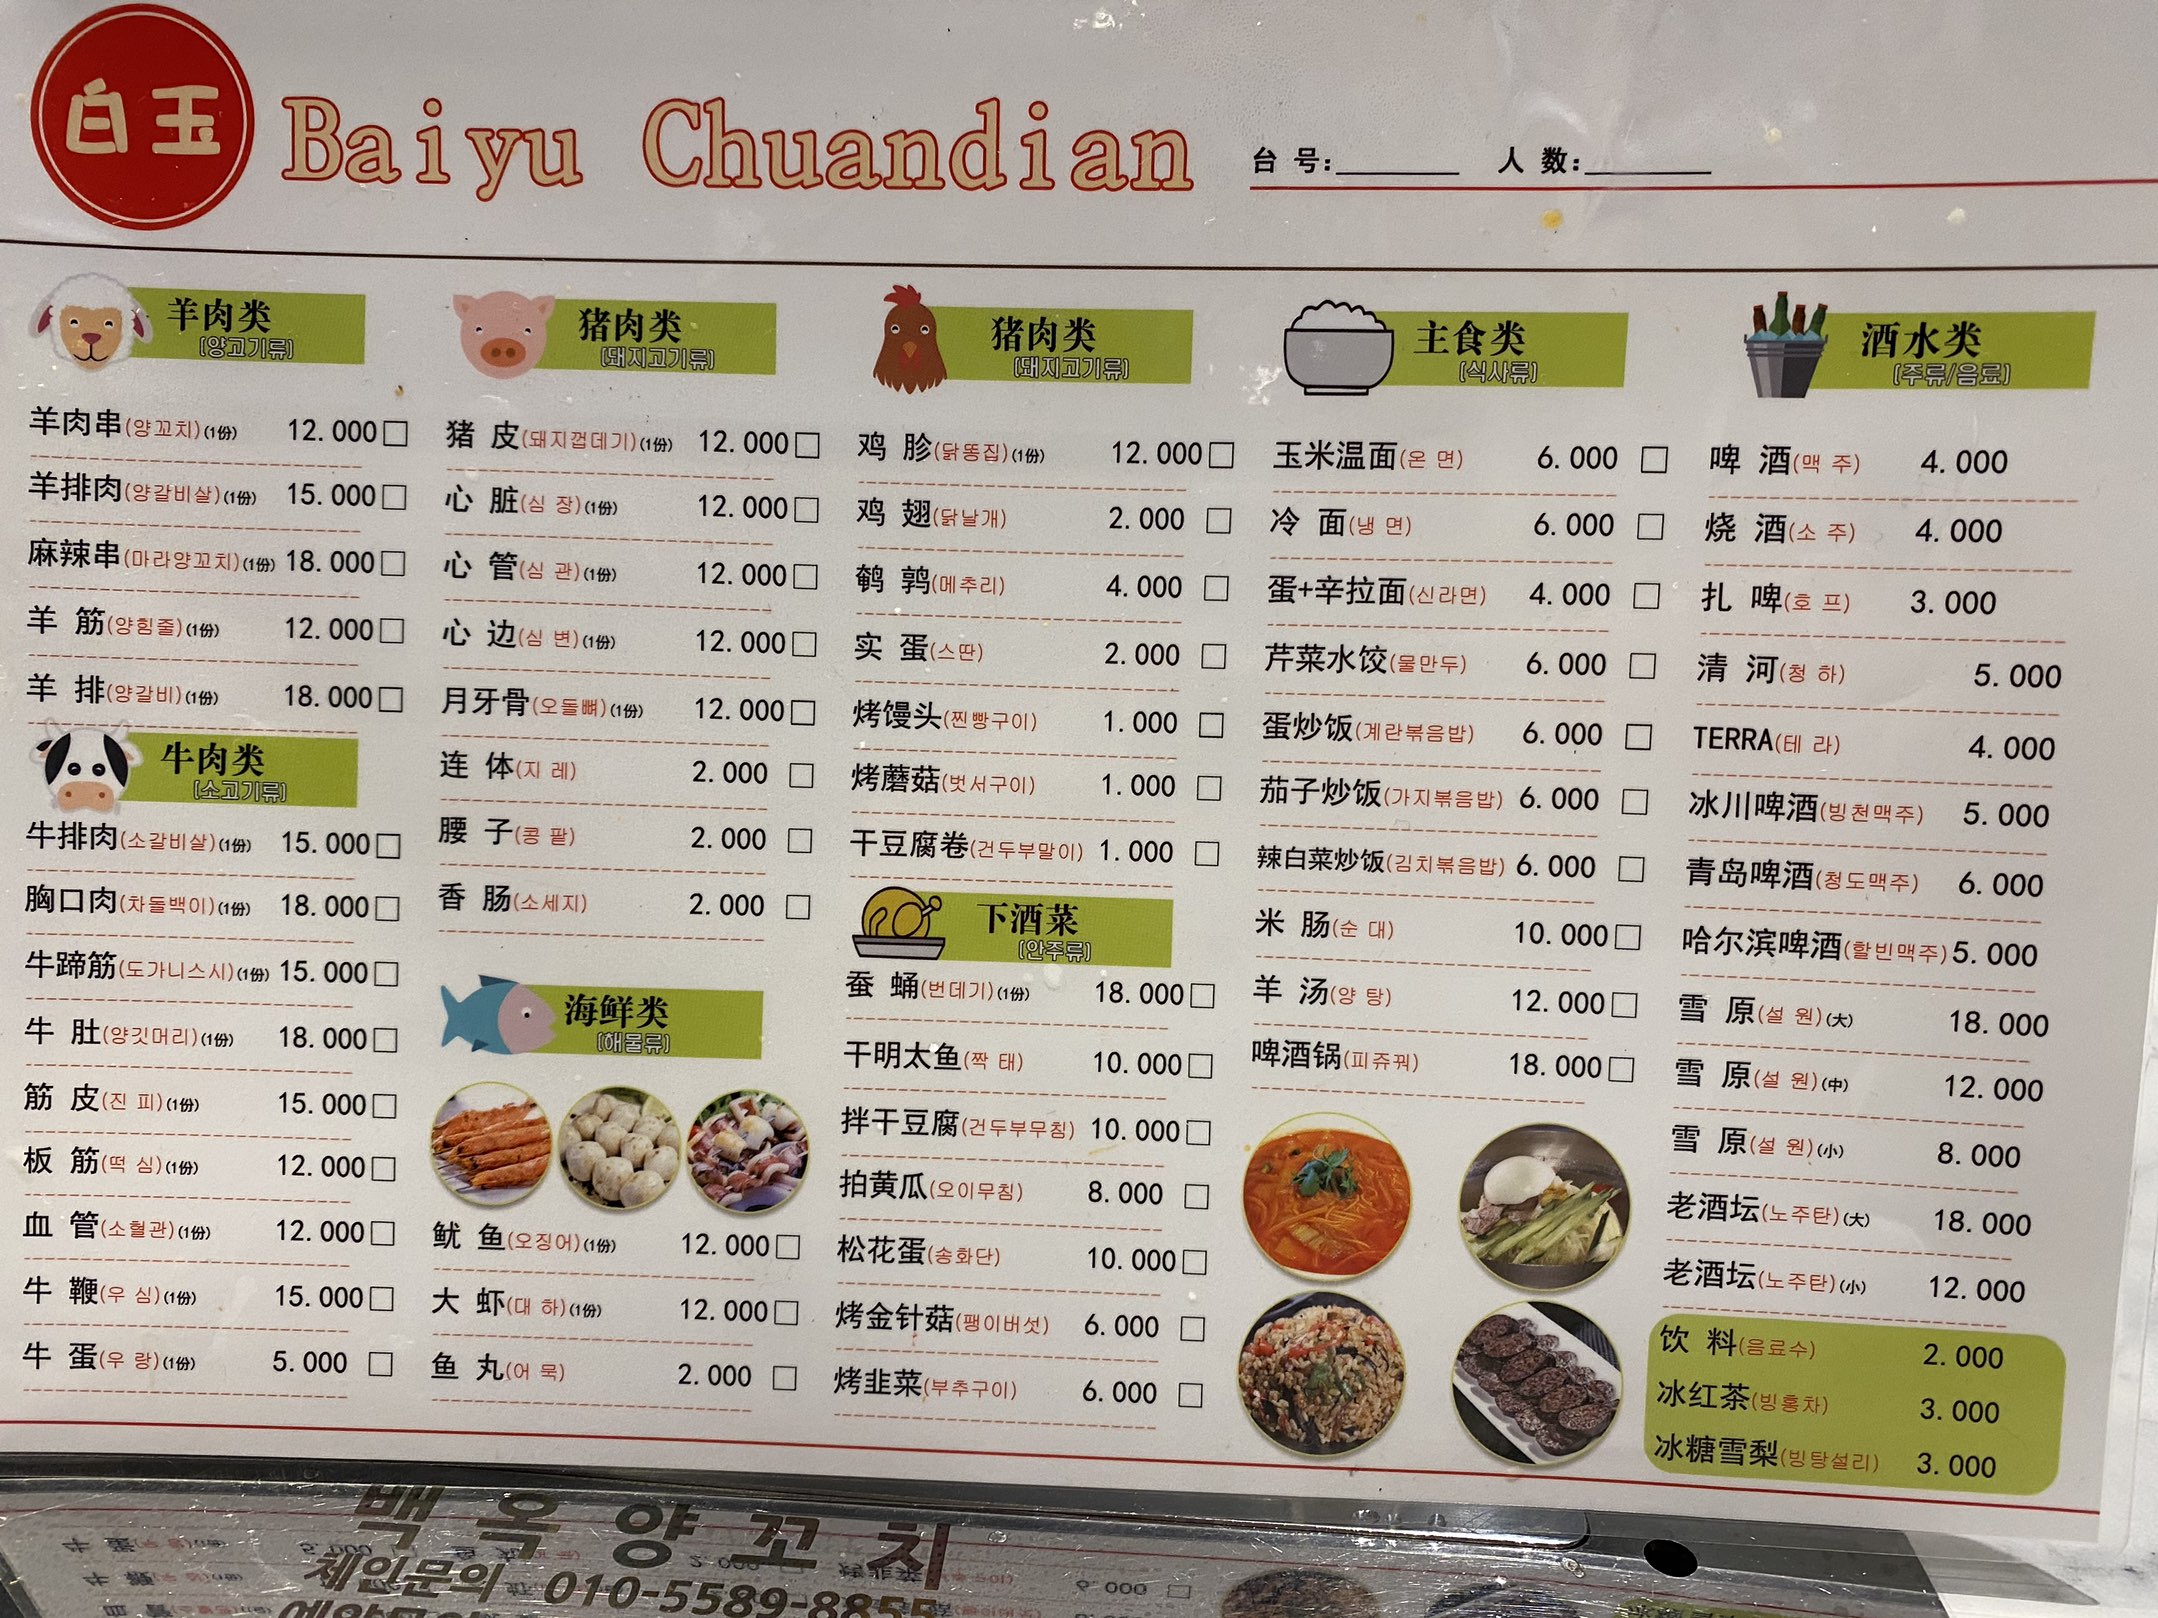 白玉
Baiyu Chuandian
台 号:
人 数:
羊肉类
(양고기류)
羊肉串(양꼬치)(1份) 12.000
羊排肉(양갈비살)(1份) 15.000
麻辣串(마라양꼬치)(1份) 18.000
羊 筋(양힘줄)(1份) 12.000
羊 排(양갈비)(1份) 18.000
牛肉类
(소고기류)
牛排肉(소갈비살)(1份) 15.000
胸口肉(차돌백이)(1份) 18.000
牛蹄筋(도가니스시)(1份) 15.000
牛 肚(양깃머리)(1份) 18.000
筋 皮(진 피)(1份) 15.000
板 筋(떡 심)(1份) 12.000
血 管(소혈관)(1份) 12.000
牛 鞭(우 심)(1份) 15.000
牛 蛋(우 랑)(1份) 5.000
猪肉类
(돼지고기류)
猪 皮(돼지껍데기)(1份) 12.000
心 脏(심 장)(1份) 12.000
心 管(심 관)(1份) 12.000
心 边(심 변)(1份) 12.000
月牙骨(오돌뼈)(1份) 12.000
连 体(지 레) 2.000
腰 子(콩 팥) 2.000
香 肠(소세지) 2.000
海鲜类
(해물류)
鱿 鱼(오징어)(1份) 12.000
大 虾(대 하)(1份) 12.000
鱼 丸(어 묵) 2.000
猪肉类
(돼지고기류)
鸡 胗(닭똥집)(1份) 12.000
鸡 翅(닭날개) 2.000
鹌 鹑(메추리) 4.000
实 蛋(스딴) 2.000
烤馒头(찐빵구이) 1.000
烤蘑菇(벗서구이) 1.000
干豆腐卷(건두부말이) 1.000
下酒菜
(안주류)
蚕 蛹(번데기)(1份) 18.000
干明太鱼(짝 태) 10.000
拌干豆腐(건두부무침) 10.000
拍黄瓜(오이무침) 8.000
松花蛋(송화단) 10.000
烤金针菇(팽이버섯) 6.000
烤韭菜(부추구이) 6.000
主食类
(식사류)
玉米温面(온 면) 6.000
冷 面(냉 면) 6.000
蛋+辛拉面(신라면) 4.000
芹菜水饺(물만두) 6.000
蛋炒饭(계란볶음밥) 6.000
茄子炒饭(가지볶음밥) 6.000
辣白菜炒饭(김치볶음밥) 6.000
米 肠(순 대) 10.000
羊 汤(양 탕) 12.000
啤酒锅(피쥬꿔) 18.000
酒水类
(주류/음료)
啤 酒(맥 주) 4.000
烧 酒(소 주) 4.000
扎 啤(호 프) 3.000
清 河(청 하) 5.000
TERRA(테 라) 4.000
冰川啤酒(빙천맥주) 5.000
青岛啤酒(청도맥주) 6.000
哈尔滨啤酒(할빈맥주) 5.000
雪 原(설 원)(大) 18.000
雪 原(설 원)(中) 12.000
雪 原(설 원)(小) 8.000
老酒坛(노주탄)(大) 18.000
老酒坛(노주탄)(小) 12.000
饮 料(음료수) 2.000
冰红茶(빙홍차) 3.000
冰糖雪梨(빙탕설리) 3.000
백옥양꼬치
체인문의 010-5589-8855